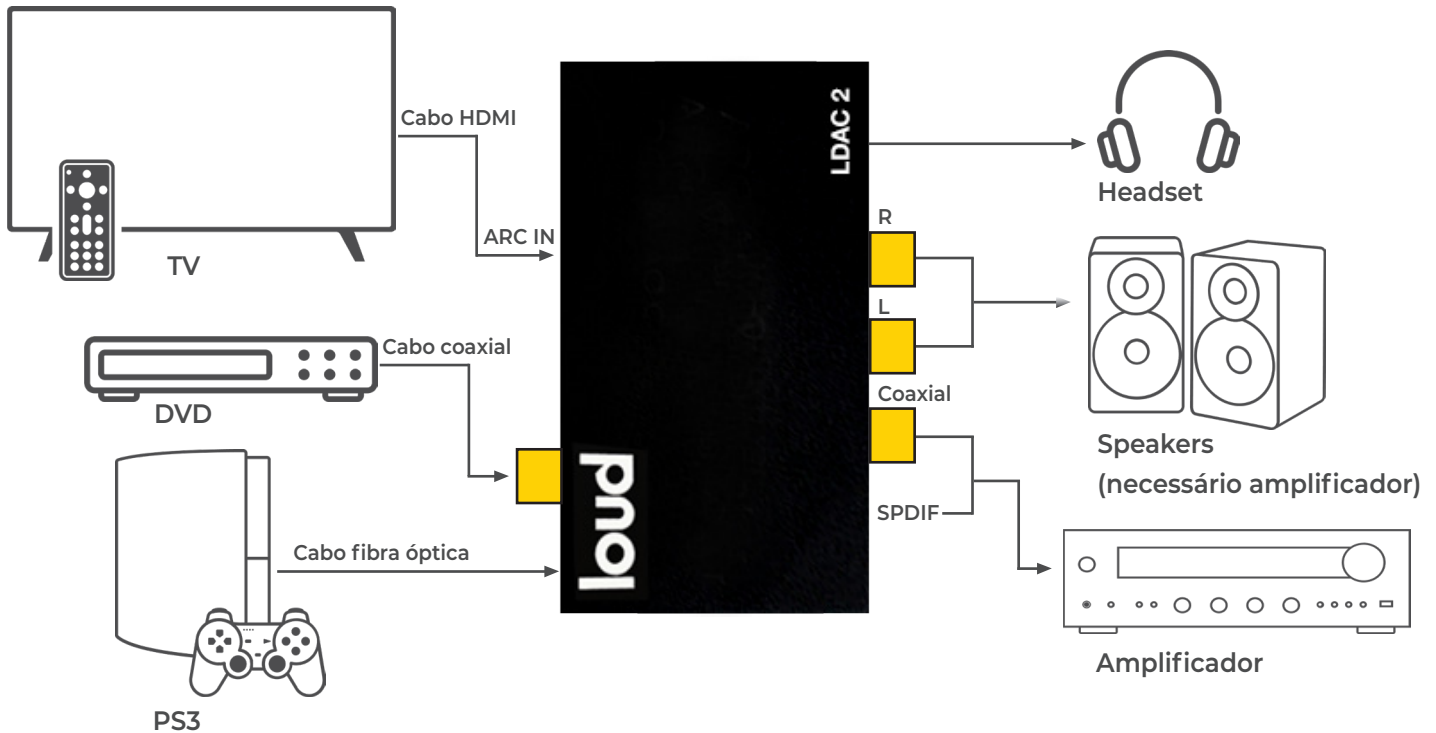 Cabo HDMI
ARC IN
TV
Cabo coaxial
DVD
Cabo fibra óptica
PS3
LDAC 2
loud
R
L
Coaxial
SPDIF
Headset
Speakers
(necessário amplificador)
Amplificador